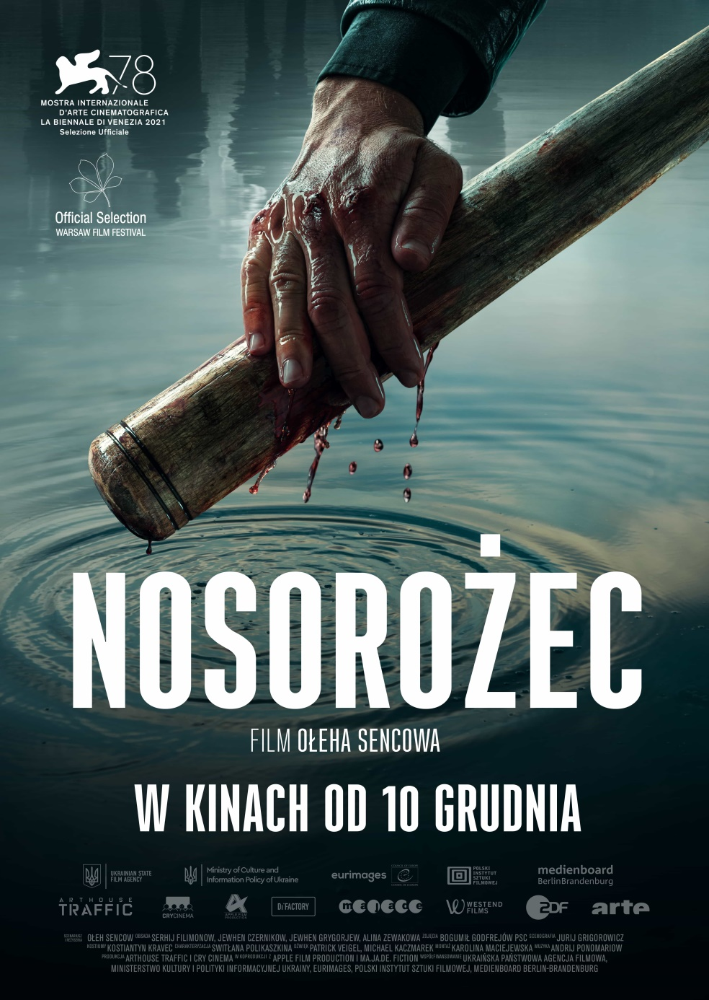 78
MOSTRA INTERNAZIONALE
D'ARTE CINEMATOGRAFICA
LA BIENNALE DI VENEZIA 2021
Selezione Ufficiale
Official Selection
WARSAW FILM FESTIVAL
NOSOROŻEC
FILM OŁEHA SENCOWA
W KINACH OD 10 GRUDNIA
UKRAINIAN STATE
FILM AGENCY
Ministry of Culture and
Information Policy of Ukraine
eurimages
COUNCIL OF EUROPE
CONSEIL DE L'EUROPE
POLSKI
INSTYTUT
SZTUKI
FILMOWEJ
medienboard
BerlinBrandenburg
ARTHOUSE
TRAFFIC
CRYCINEMA
APPLE FILM
PRODUCTION
DI FACTORY
ma.ja.de
WESTEND
FILMS
ZDF
arte
SCENARIUSZ I REŻYSERIA OŁEH SENCOW OBSADA SERHIJ FILIMONOW, JEWHEN CZERNIKOW, JEWHEN GRYGORJEW, ALINA ZEWAKOWA ZDJĘCIA BOGUMIŁ GODFREJÓW PSC SCENOGRAFIA JURIJ GRIGOROWICZ
KOSTIUMY KOSTIANTYN KRAVEC CHARAKTERYZACJA SWITŁANA POLIKASZKINA DŹWIĘK PATRICK VEIGEL, MICHAEL KACZMAREK MONTAŻ KAROLINA MACIEJEWSKA MUZYKA ANDRIJ PONOMARIOW
PRODUKCJA ARTHOUSE TRAFFIC I CRY CINEMA W KOPRODUKCJI Z APPLE FILM PRODUCTION I MA.JA.DE. FICTION WSPÓŁFINANSOWANIE UKRAIŃSKA PAŃSTWOWA AGENCJA FILMOWA,
MINISTERSTWO KULTURY I POLITYKI INFORMACYJNEJ UKRAINY, EURIMAGES, POLSKI INSTYTUT SZTUKI FILMOWEJ, MEDIENBOARD BERLIN-BRANDENBURG